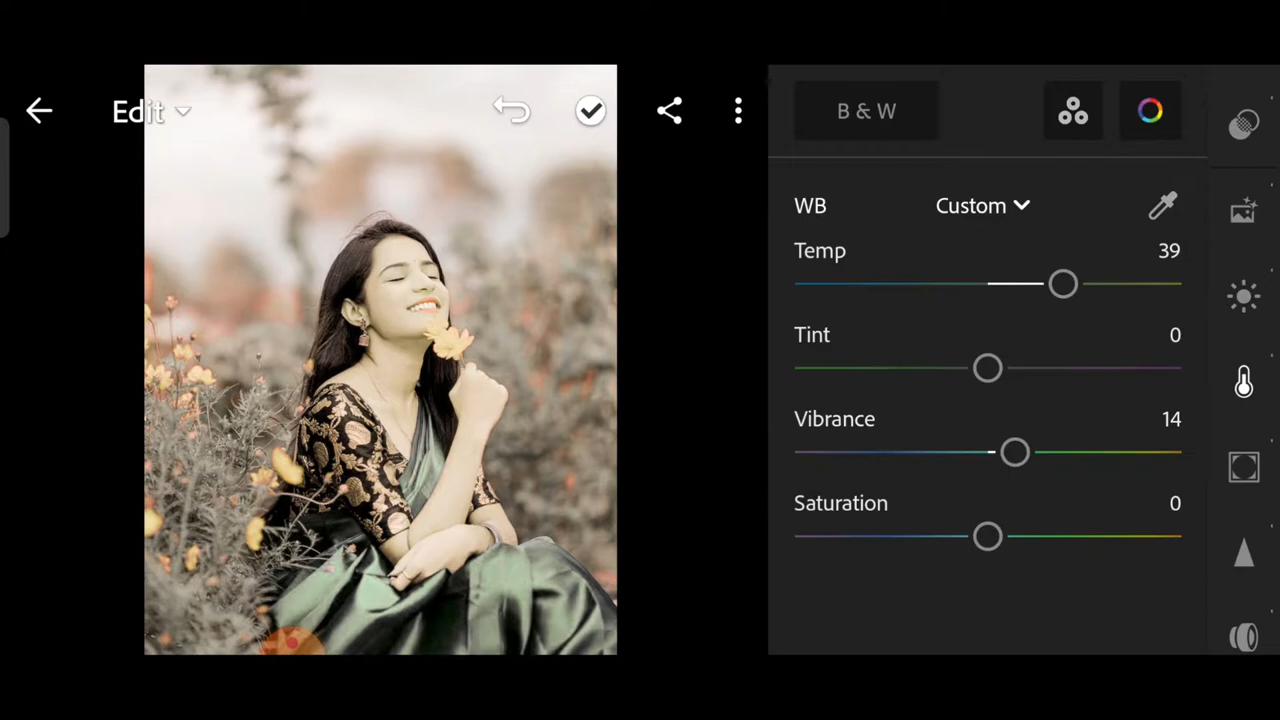 Edit
B & W
WB Custom
Temp 39
Tint 0
Vibrance 14
Saturation 0